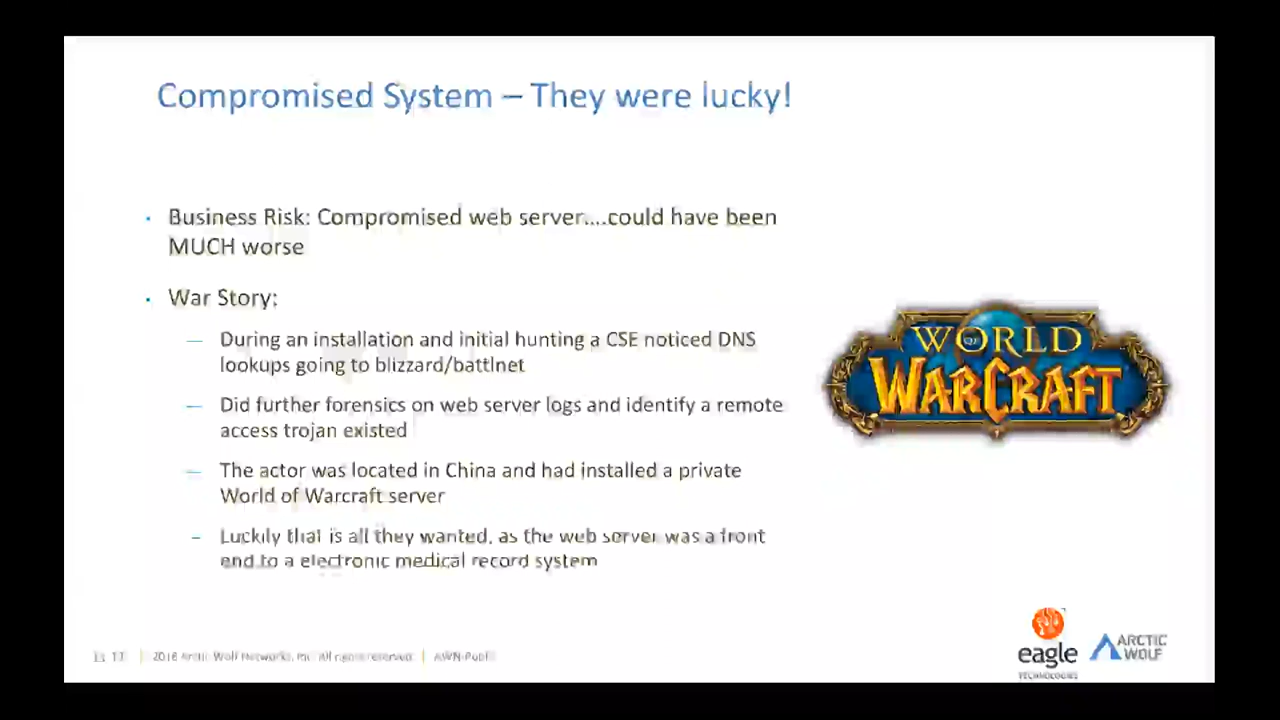 Compromised System – They were lucky!
· Business Risk: Compromised web server....could have been
MUCH worse
· War Story:
— During an installation and initial hunting a CSE noticed DNS
lookups going to blizzard/battlnet
— Did further forensics on web server logs and identify a remote
access trojan existed
— The actor was located in China and had installed a private
World of Warcraft server
– Luckily that is all they wanted, as the web server was a front
end to a electronic medical record system
WORLD
OF
WARCRAFT
eagle
TECHNOLOGIES
ARCTIC
WOLF
Arctic Wolf Networks, Inc. All rights reserved. | AWN-Public